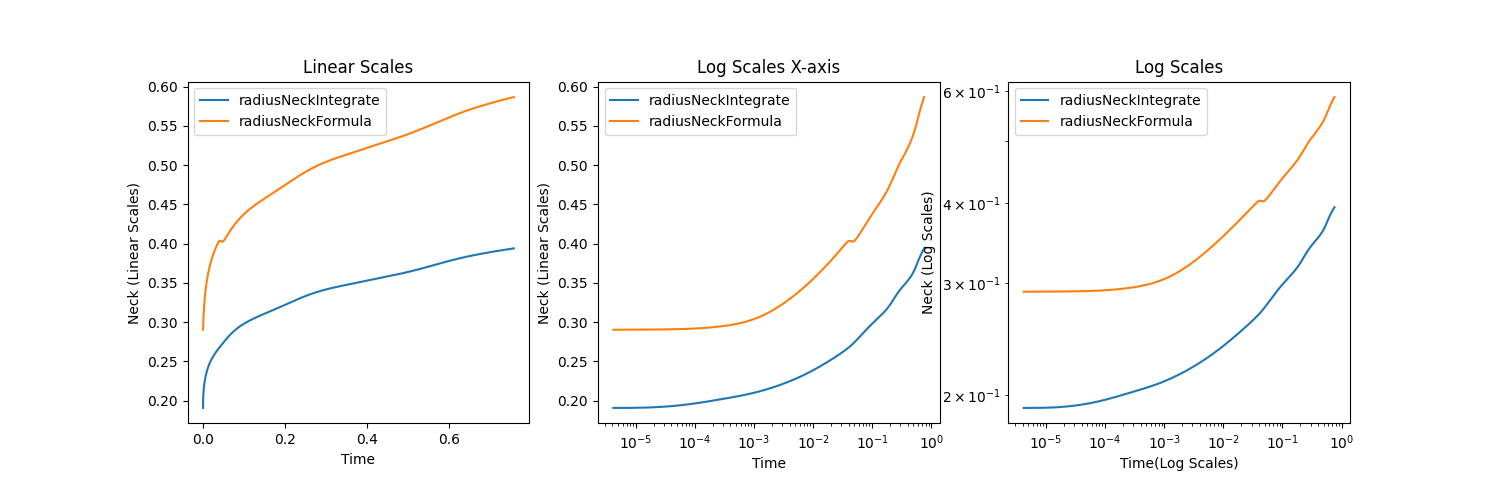 Linear Scales
radiusNeckIntegrate
radiusNeckFormula
Neck (Linear Scales)
0.60
0.55
0.50
0.45
0.40
0.35
0.30
0.25
0.20
0.0 0.2 0.4 0.6
Time
Log Scales X-axis
radiusNeckIntegrate
radiusNeckFormula
Neck (Linear Scales)
0.60
0.55
0.50
0.45
0.40
0.35
0.30
0.25
0.20
10⁻⁵ 10⁻⁴ 10⁻³ 10⁻² 10⁻¹ 10⁰
Time
Log Scales
radiusNeckIntegrate
radiusNeckFormula
Neck (Log Scales)
6 × 10⁻¹
4 × 10⁻¹
3 × 10⁻¹
2 × 10⁻¹
10⁻⁵ 10⁻⁴ 10⁻³ 10⁻² 10⁻¹ 10⁰
Time(Log Scales)